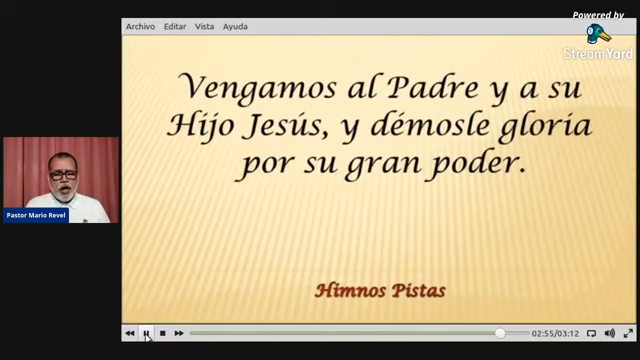 Powered by
StreamYard
Archivo Editar Vista Ayuda
Vengamos al Padre y a su
Hijo Jesús, y démosle gloria
por su gran poder.
Pastor Mario Revel
Himnos Pistas
02:55/03:12